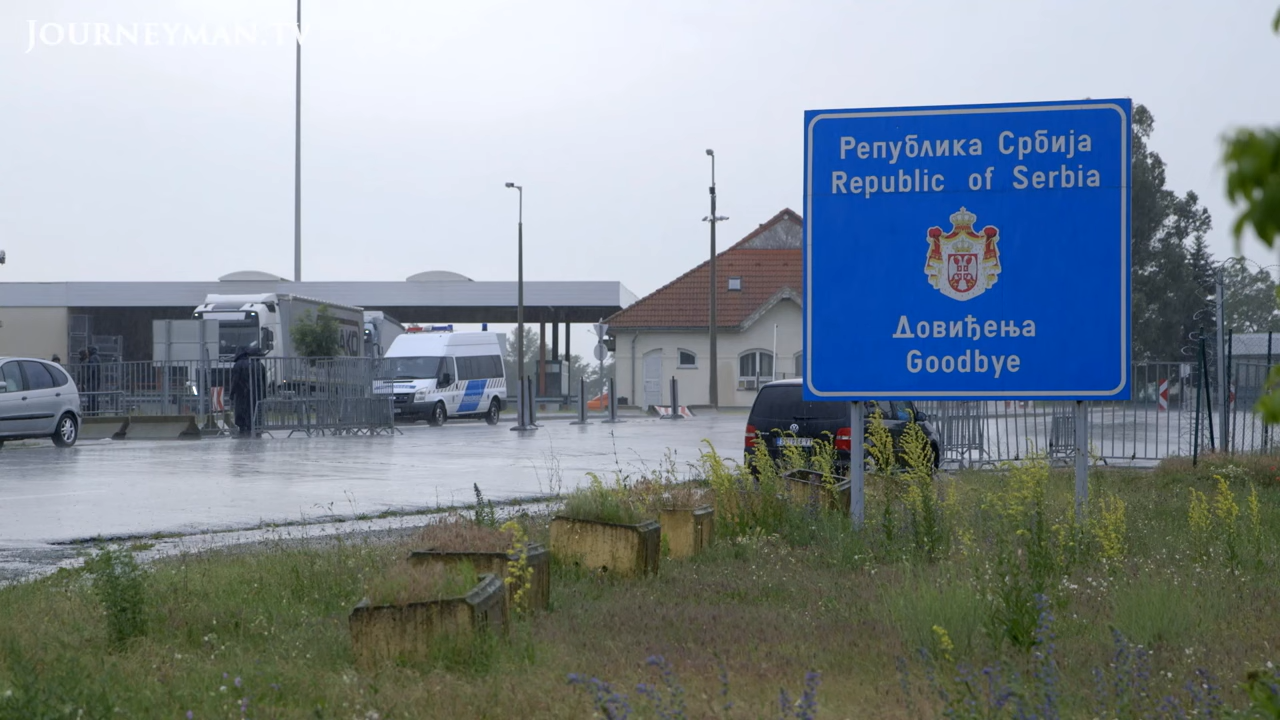 JOURNEYMAN.TV
Република Србија
Republic of Serbia
Довиђења
Goodbye